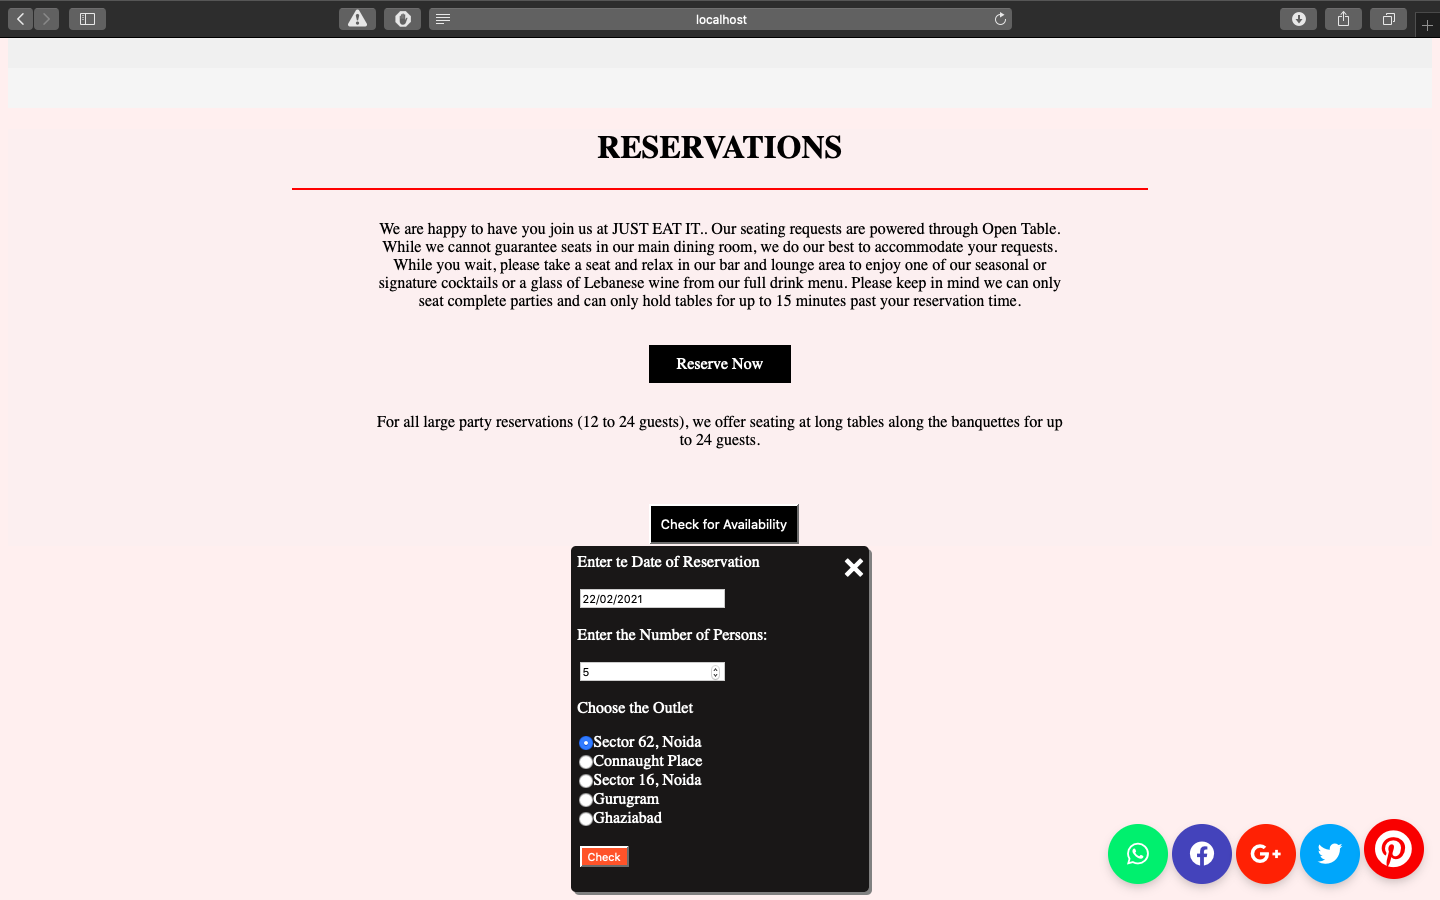 localhost
RESERVATIONS
We are happy to have you join us at JUST EAT IT.. Our seating requests are powered through Open Table.
While we cannot guarantee seats in our main dining room, we do our best to accommodate your requests.
While you wait, please take a seat and relax in our bar and lounge area to enjoy one of our seasonal or
signature cocktails or a glass of Lebanese wine from our full drink menu. Please keep in mind we can only
seat complete parties and can only hold tables for up to 15 minutes past your reservation time.
Reserve Now
For all large party reservations (12 to 24 guests), we offer seating at long tables along the banquettes for up
to 24 guests.
Check for Availability
Enter te Date of Reservation
22/02/2021
Enter the Number of Persons:
5
Choose the Outlet
Sector 62, Noida
Connaught Place
Sector 16, Noida
Gurugram
Ghaziabad
Check
G+